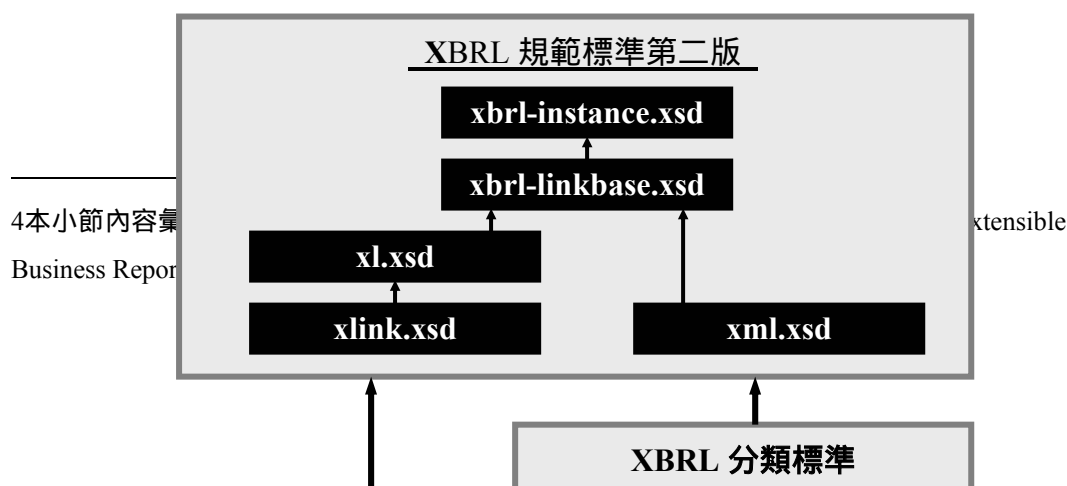 XBRL 規範標準第二版
xbrl-instance.xsd
xbrl-linkbase.xsd
4本小節內容彙
xtensible
xl.xsd
Business Repor
xlink.xsd
xml.xsd
XBRL 分類標準